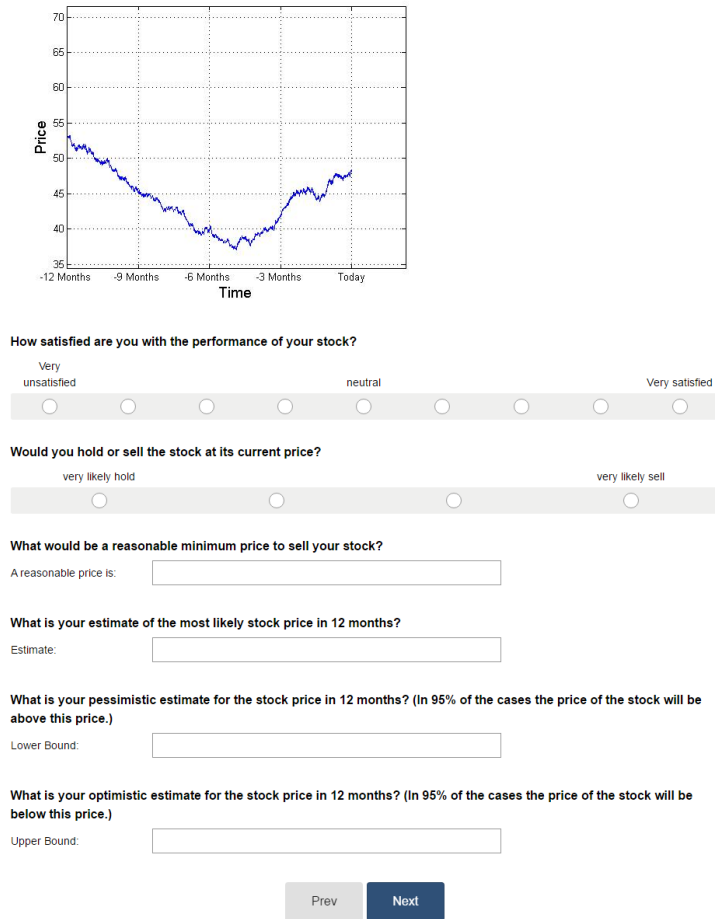 70
65
60
55
50
45
40
35
Price
-12 Months -9 Months -6 Months -3 Months Today
Time
How satisfied are you with the performance of your stock?
Very
unsatisfied neutral Very satisfied
Would you hold or sell the stock at its current price?
very likely hold very likely sell
What would be a reasonable minimum price to sell your stock?
A reasonable price is:
What is your estimate of the most likely stock price in 12 months?
Estimate:
What is your pessimistic estimate for the stock price in 12 months? (In 95% of the cases the price of the stock will be
above this price.)
Lower Bound:
What is your optimistic estimate for the stock price in 12 months? (In 95% of the cases the price of the stock will be
below this price.)
Upper Bound:
Prev Next